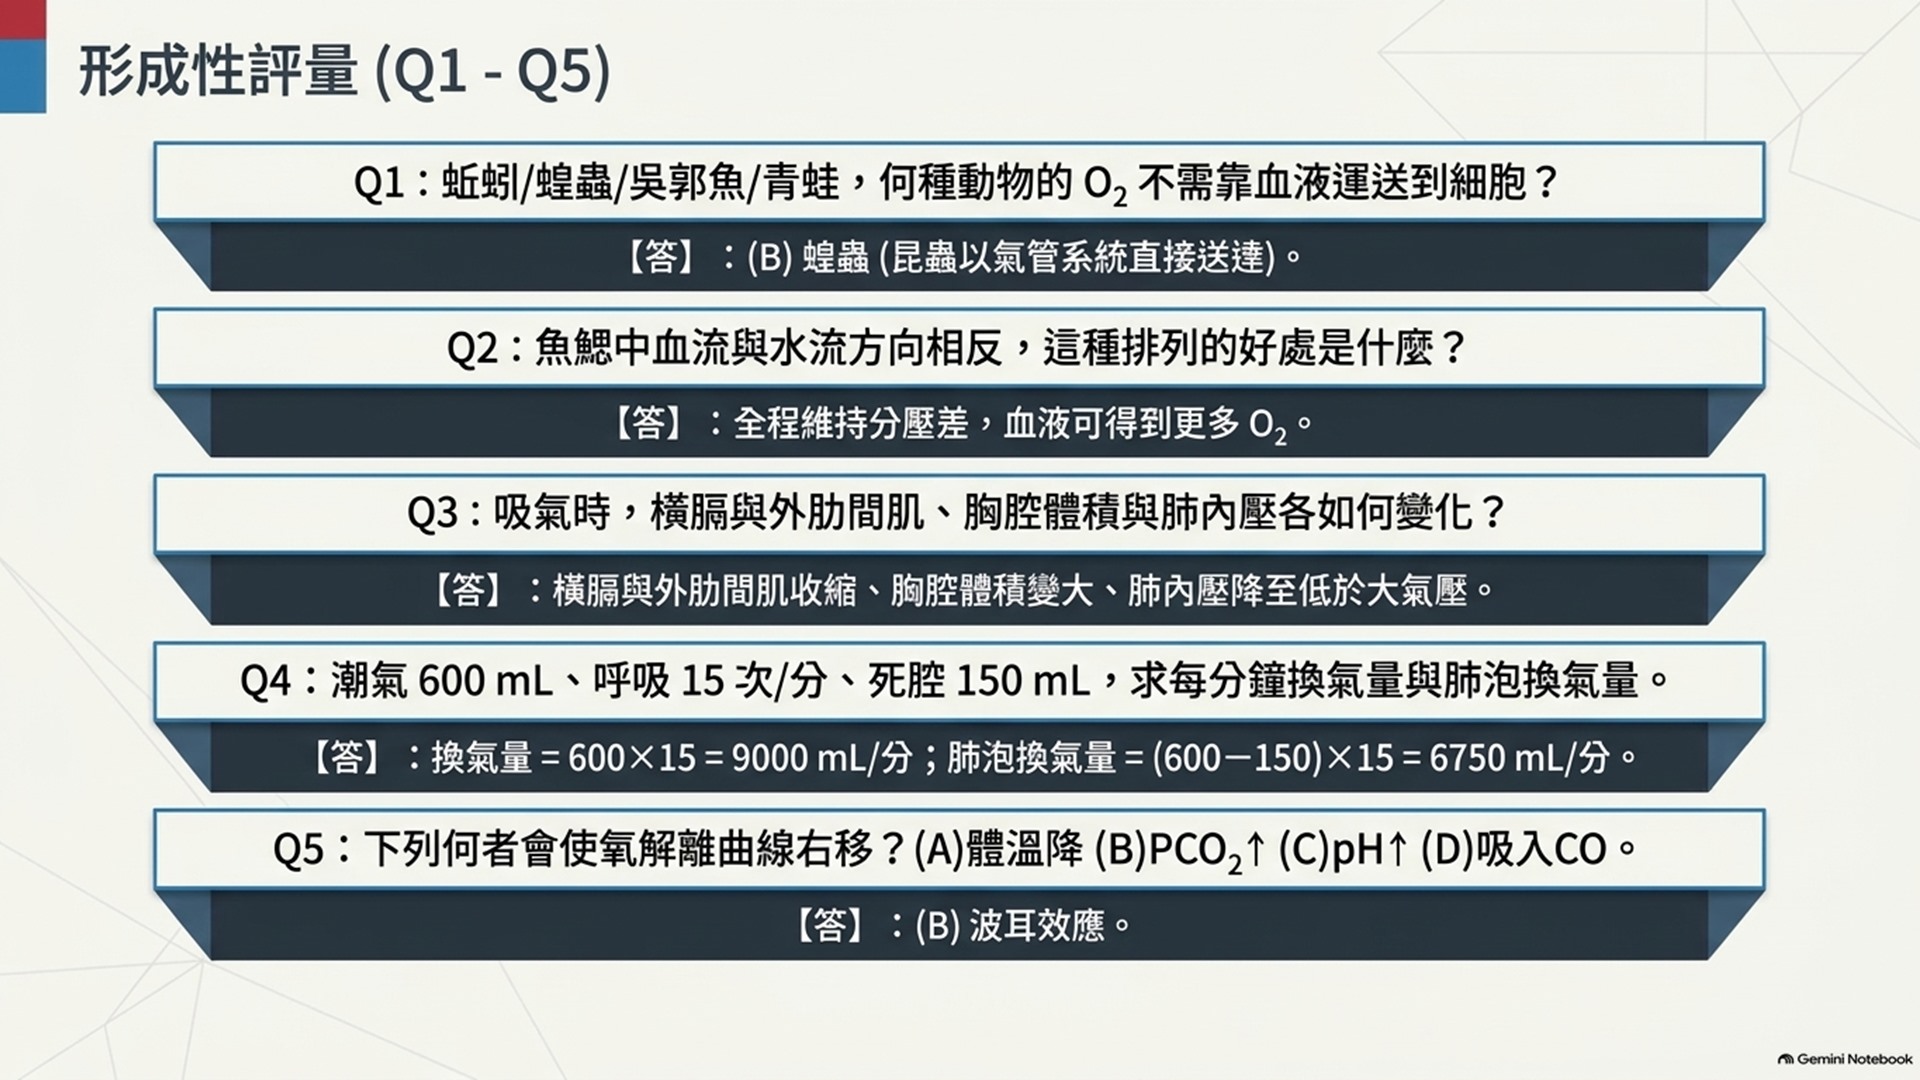 形成性評量 (Q1 - Q5)
Q1：蚯蚓/蝗蟲/吳郭魚/青蛙，何種動物的 O₂ 不需靠血液運送到細胞？
【答】：(B) 蝗蟲 (昆蟲以氣管系統直接送達)。
Q2：魚鰓中血流與水流方向相反，這種排列的好處是什麼？
【答】：全程維持分壓差，血液可得到更多 O₂。
Q3：吸氣時，橫膈與外肋間肌、胸腔體積與肺內壓各如何變化？
【答】：橫膈與外肋間肌收縮、胸腔體積變大、肺內壓降至低於大氣壓。
Q4：潮氣 600 mL、呼吸 15 次/分、死腔 150 mL，求每分鐘換氣量與肺泡換氣量。
【答】：換氣量 = 600×15 = 9000 mL/分；肺泡換氣量 = (600－150)×15 = 6750 mL/分。
Q5：下列何者會使氧解離曲線右移？(A)體溫降 (B)PCO₂↑ (C)pH↑ (D)吸入CO。
【答】：(B) 波耳效應。
Gemini Notebook